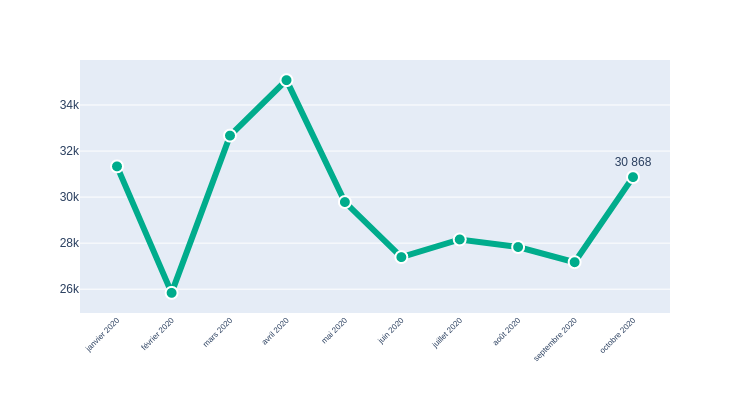 34k
32k
30k
28k
26k
30 868
janvier 2020
février 2020
mars 2020
avril 2020
mai 2020
juin 2020
juillet 2020
août 2020
septembre 2020
octobre 2020